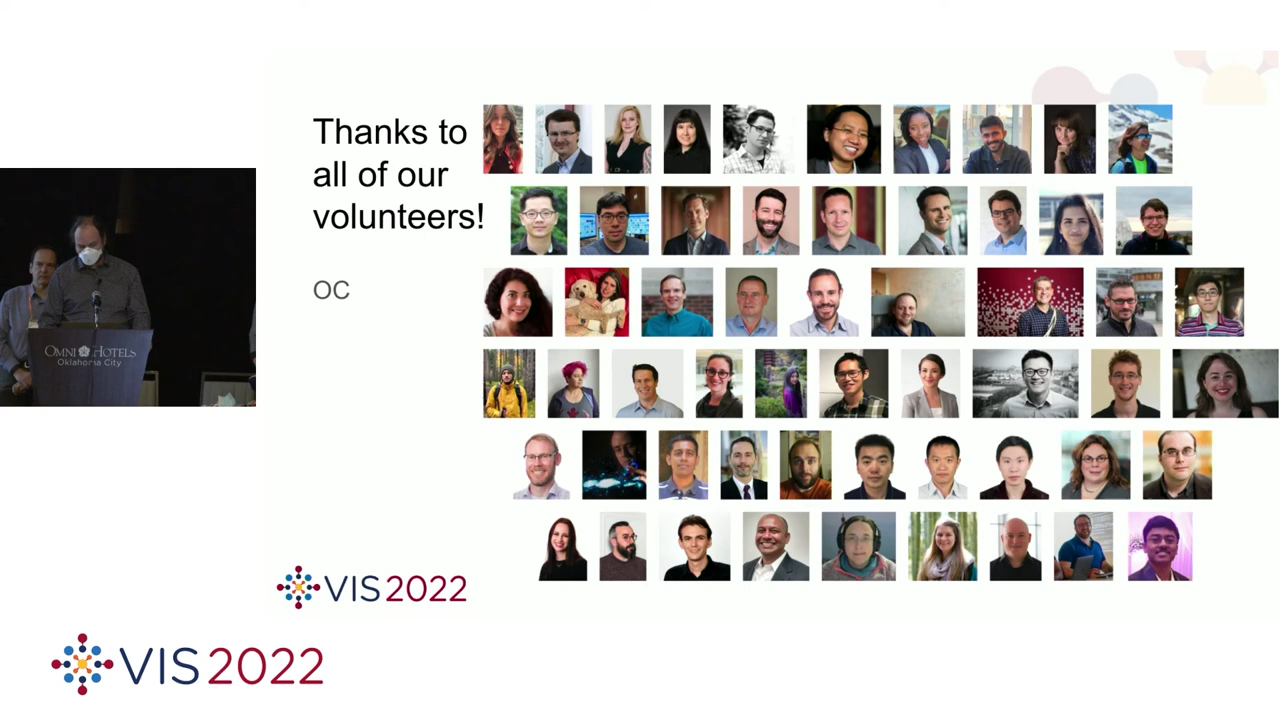 Thanks to
all of our
volunteers!
OC
OMNI HOTELS
Oklahoma City
VIS2022
VIS2022